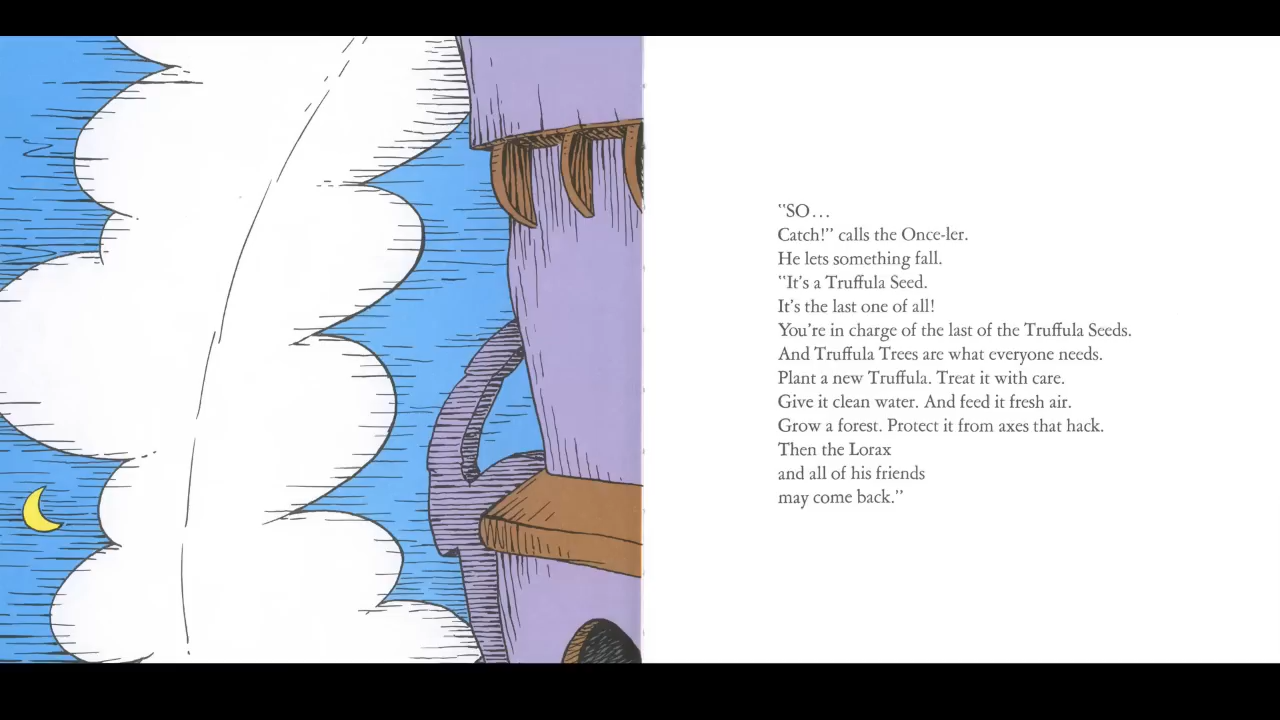 "SO...
Catch!” calls the Once-ler.
He lets something fall.
"It's a Truffula Seed.
It's the last one of all!
You're in charge of the last of the Truffula Seeds.
And Truffula Trees are what everyone needs.
Plant a new Truffula. Treat it with care.
Give it clean water. And feed it fresh air.
Grow a forest. Protect it from axes that hack.
Then the Lorax
and all of his friends
may come back.”